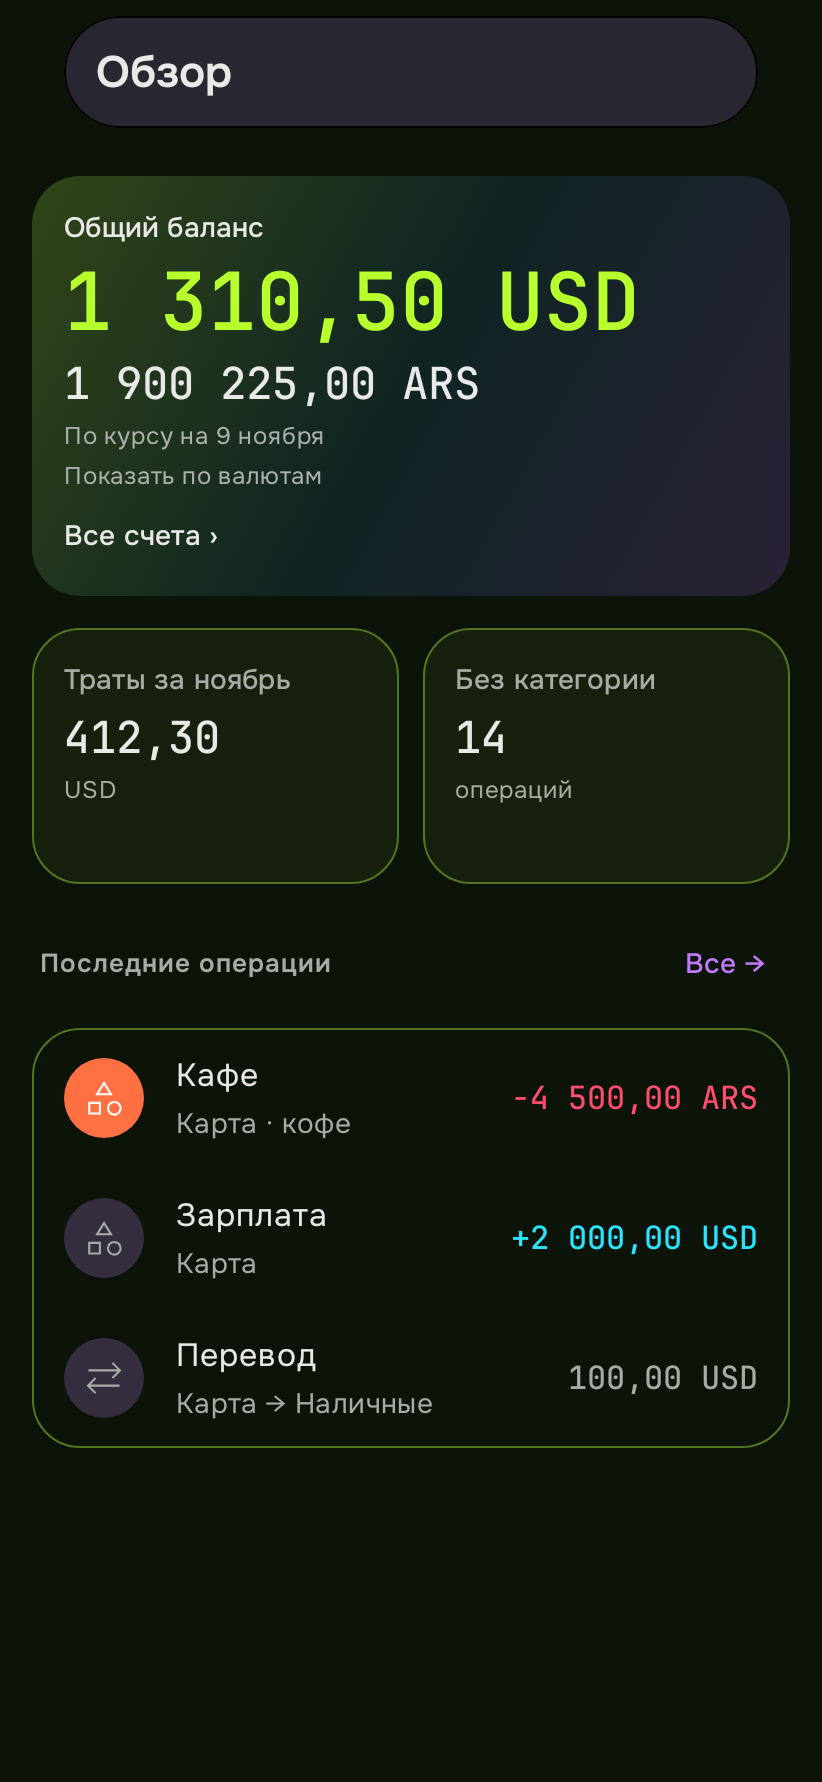 Обзор
Общий баланс
1 310,50 USD
1 900 225,00 ARS
По курсу на 9 ноября
Показать по валютам
Все счета ›
Траты за ноябрь
412,30
USD
Без категории
14
операций
Последние операции
Все →
Кафе
Карта · кофе
-4 500,00 ARS
Зарплата
Карта
+2 000,00 USD
Перевод
Карта → Наличные
100,00 USD